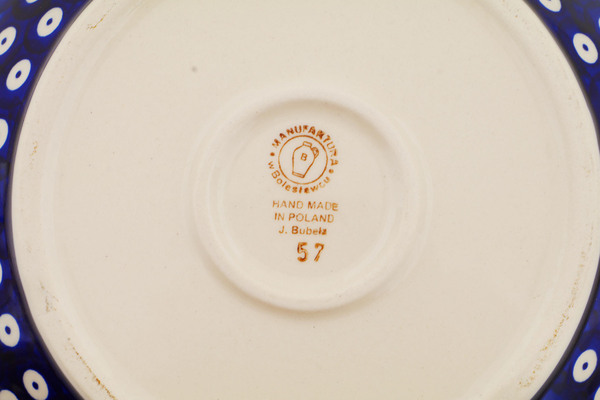 MANUFAKTURA
B
w Bolesławcu
HAND MADE
IN POLAND
J. Bubela
57